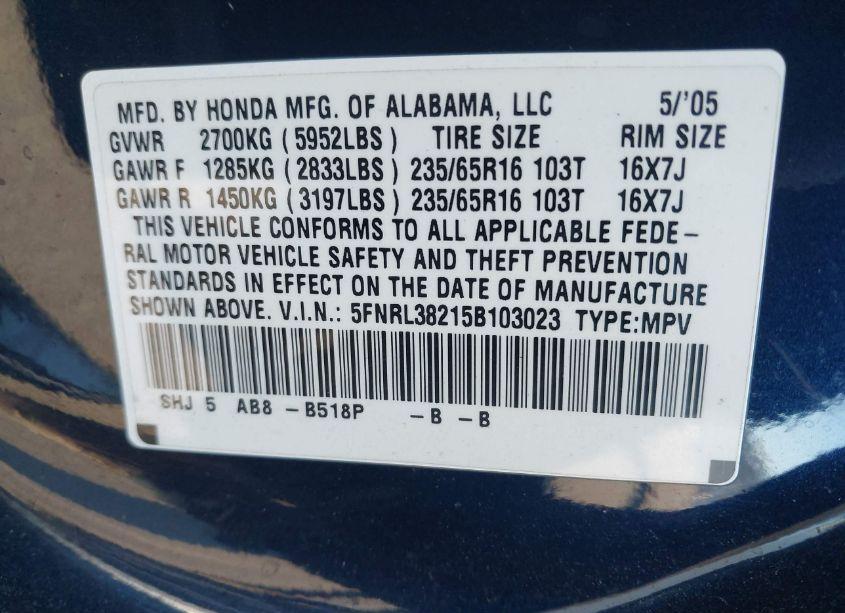 MFD. BY HONDA MFG. OF ALABAMA, LLC 5/'05
GVWR 2700KG (5952LBS) TIRE SIZE RIM SIZE
GAWR F 1285KG (2833LBS) 235/65R16 103T 16X7J
GAWR R 1450KG (3197LBS) 235/65R16 103T 16X7J
THIS VEHICLE CONFORMS TO ALL APPLICABLE FEDE-
RAL MOTOR VEHICLE SAFETY AND THEFT PREVENTION
STANDARDS IN EFFECT ON THE DATE OF MANUFACTURE
SHOWN ABOVE. V.I.N.: 5FNRL38215B103023 TYPE:MPV
SHJ 5 AB8 -B518P -B -B